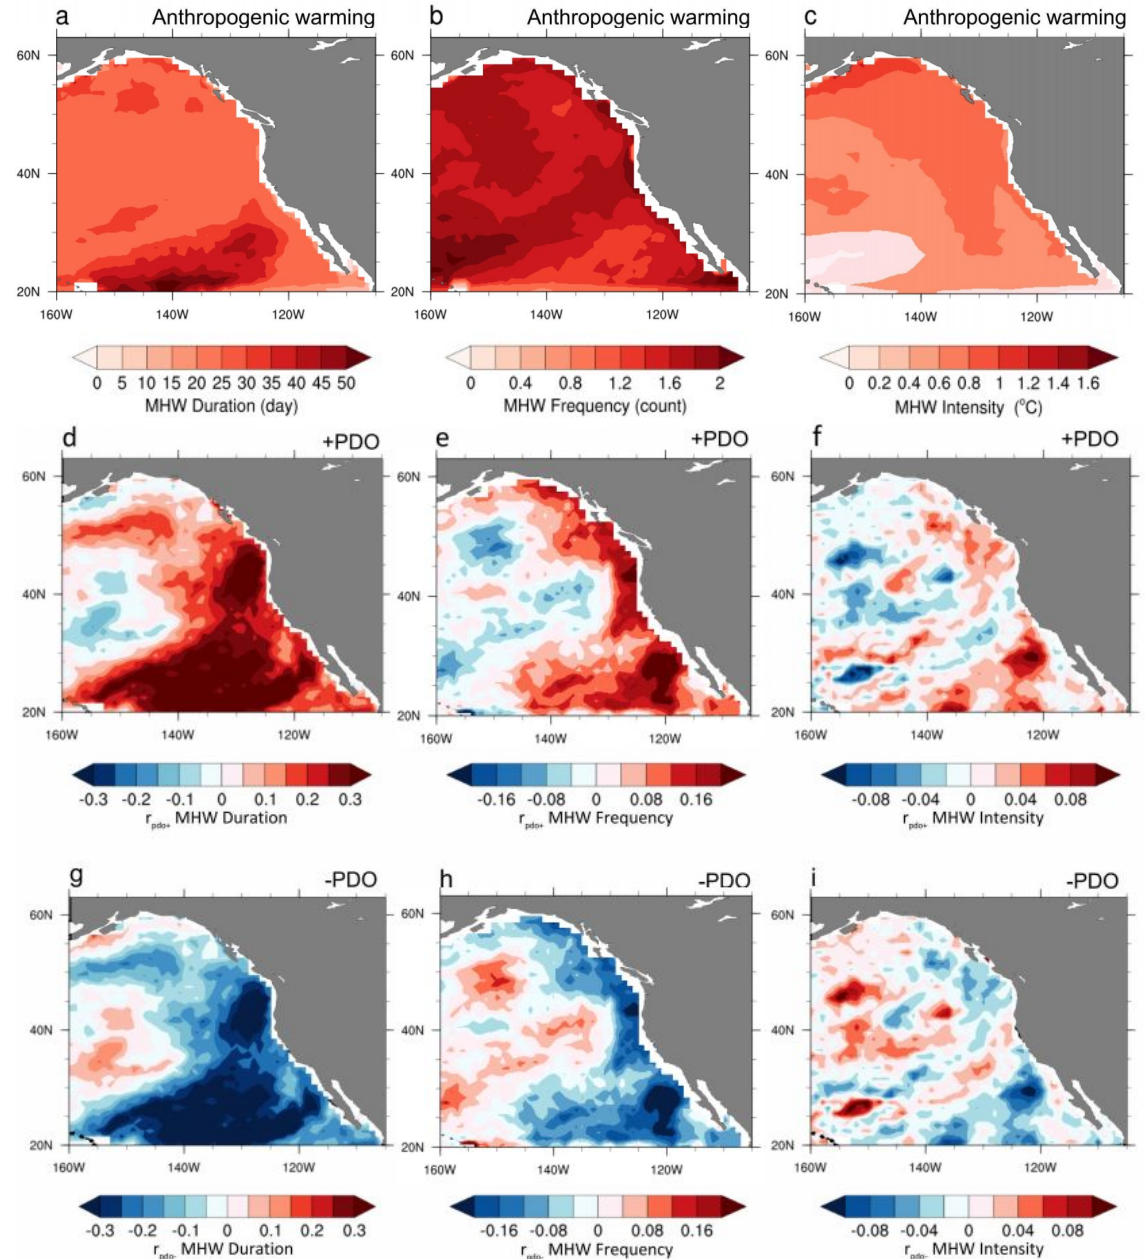 a Anthropogenic warming b Anthropogenic warming c Anthropogenic warming
60N 60N 60N
40N 40N 40N
20N 20N 20N
160W 140W 120W 160W 140W 120W 160W 140W 120W
0 5 10 15 20 25 30 35 40 45 50 0 0.4 0.8 1.2 1.6 2 0 0.2 0.4 0.6 0.8 1 1.2 1.4 1.6
MHW Duration (day) MHW Frequency (count) MHW Intensity (°C)
d +PDO e +PDO f +PDO
60N 60N 60N
40N 40N 40N
20N 20N 20N
160W 140W 120W 160W 140W 120W 160W 140W 120W
-0.3 -0.2 -0.1 0 0.1 0.2 0.3 -0.16 -0.08 0 0.08 0.16 -0.08 -0.04 0 0.04 0.08
rpdo+ MHW Duration rpdo+ MHW Frequency rpdo+ MHW Intensity
g -PDO h -PDO i -PDO
60N 60N 60N
40N 40N 40N
20N 20N 20N
160W 140W 120W 160W 140W 120W 160W 140W 120W
-0.3 -0.2 -0.1 0 0.1 0.2 0.3 -0.16 -0.08 0 0.08 0.16 -0.08 -0.04 0 0.04 0.08
rpdo- MHW Duration rpdo- MHW Frequency rpdo- MHW Intensity